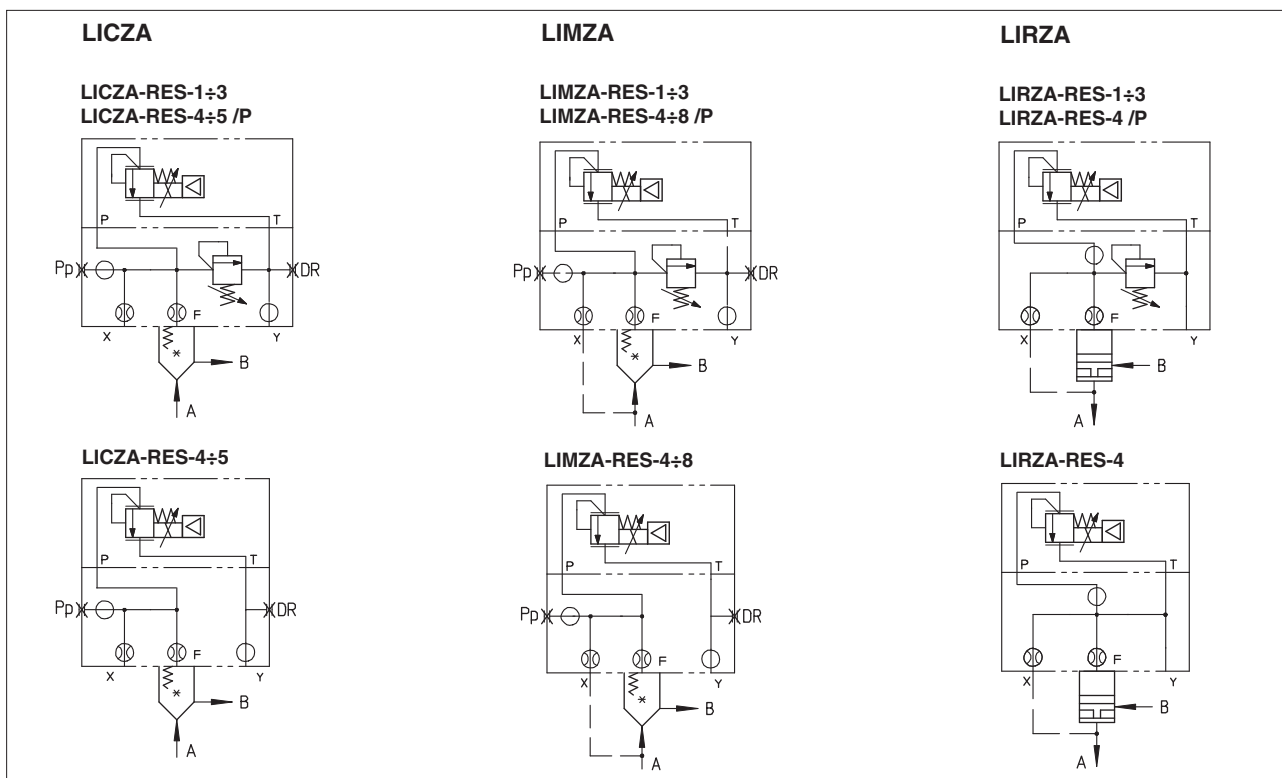 LICZA
LICZA-RES-1÷3
LICZA-RES-4÷5 /P
P
T
Pp
DR
F
X
Y
B
A
LICZA-RES-4÷5
P
T
Pp
DR
F
X
Y
*
B
A
LIMZA
LIMZA-RES-1÷3
LIMZA-RES-4÷8 /P
P
T
Pp
DR
F
X
Y
*
B
A
LIMZA-RES-4÷8
P
T
Pp
DR
F
X
Y
*
B
A
LIRZA
LIRZA-RES-1÷3
LIRZA-RES-4 /P
P
T
F
X
Y
B
A
LIRZA-RES-4
P
T
F
X
Y
B
A